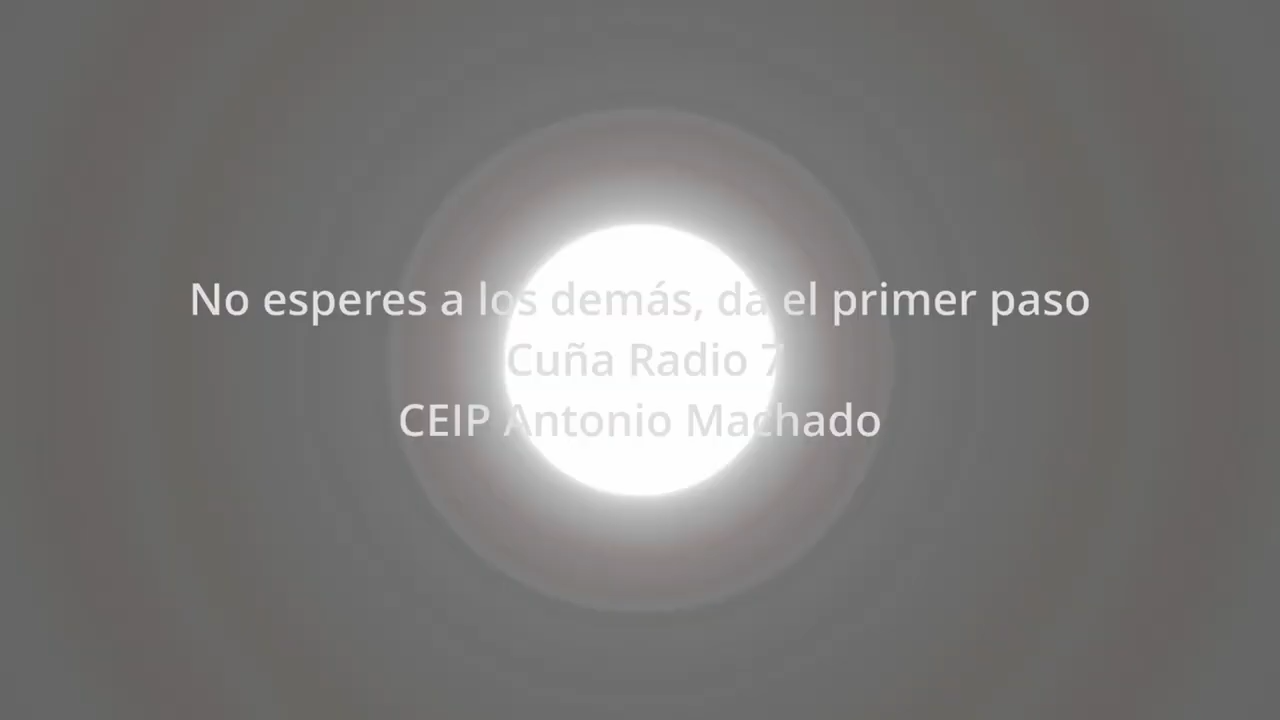 No esperes a los demás, da el primer paso
Cuña Radio 7
CEIP Antonio Machado